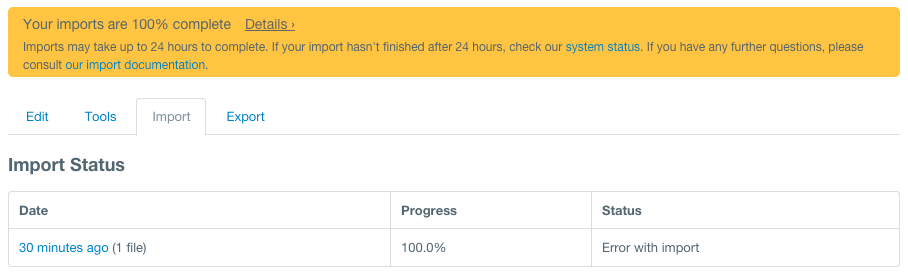 Your imports are 100% complete Details ›
Imports may take up to 24 hours to complete. If your import hasn't finished after 24 hours, check our system status. If you have any further questions, please
consult our import documentation.
Edit Tools Import Export
Import Status
Date Progress Status
30 minutes ago (1 file) 100.0% Error with import